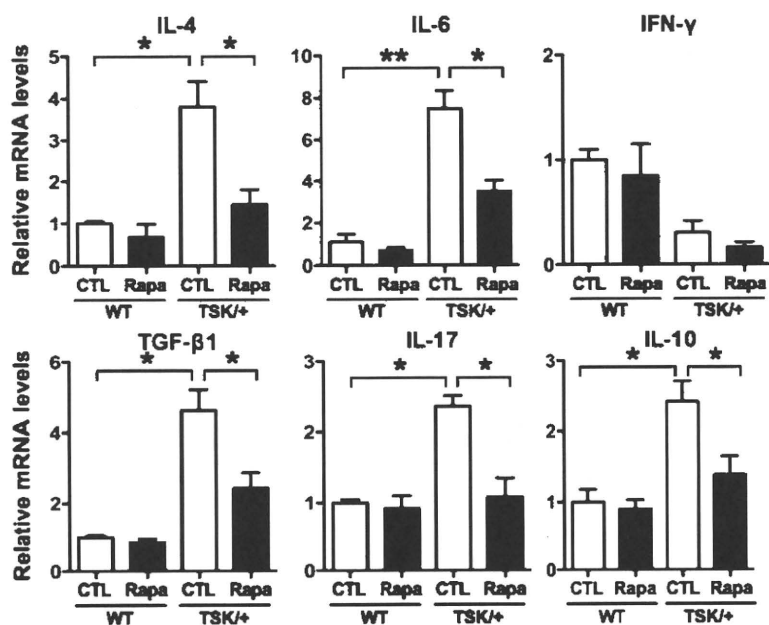 IL-4
IL-6
IFN-γ
Relative mRNA levels
5
4
3
2
1
0
* *
10
8
6
4
2
0
** *
2
1
0
CTL Rapa CTL Rapa
WT TSK/+
CTL Rapa CTL Rapa
WT TSK/+
CTL Rapa CTL Rapa
WT TSK/+
TGF-β1
IL-17
IL-10
Relative mRNA levels
6
4
2
0
* *
3
2
1
0
* *
3
2
1
0
* *
CTL Rapa CTL Rapa
WT TSK/+
CTL Rapa CTL Rapa
WT TSK/+
CTL Rapa CTL Rapa
WT TSK/+